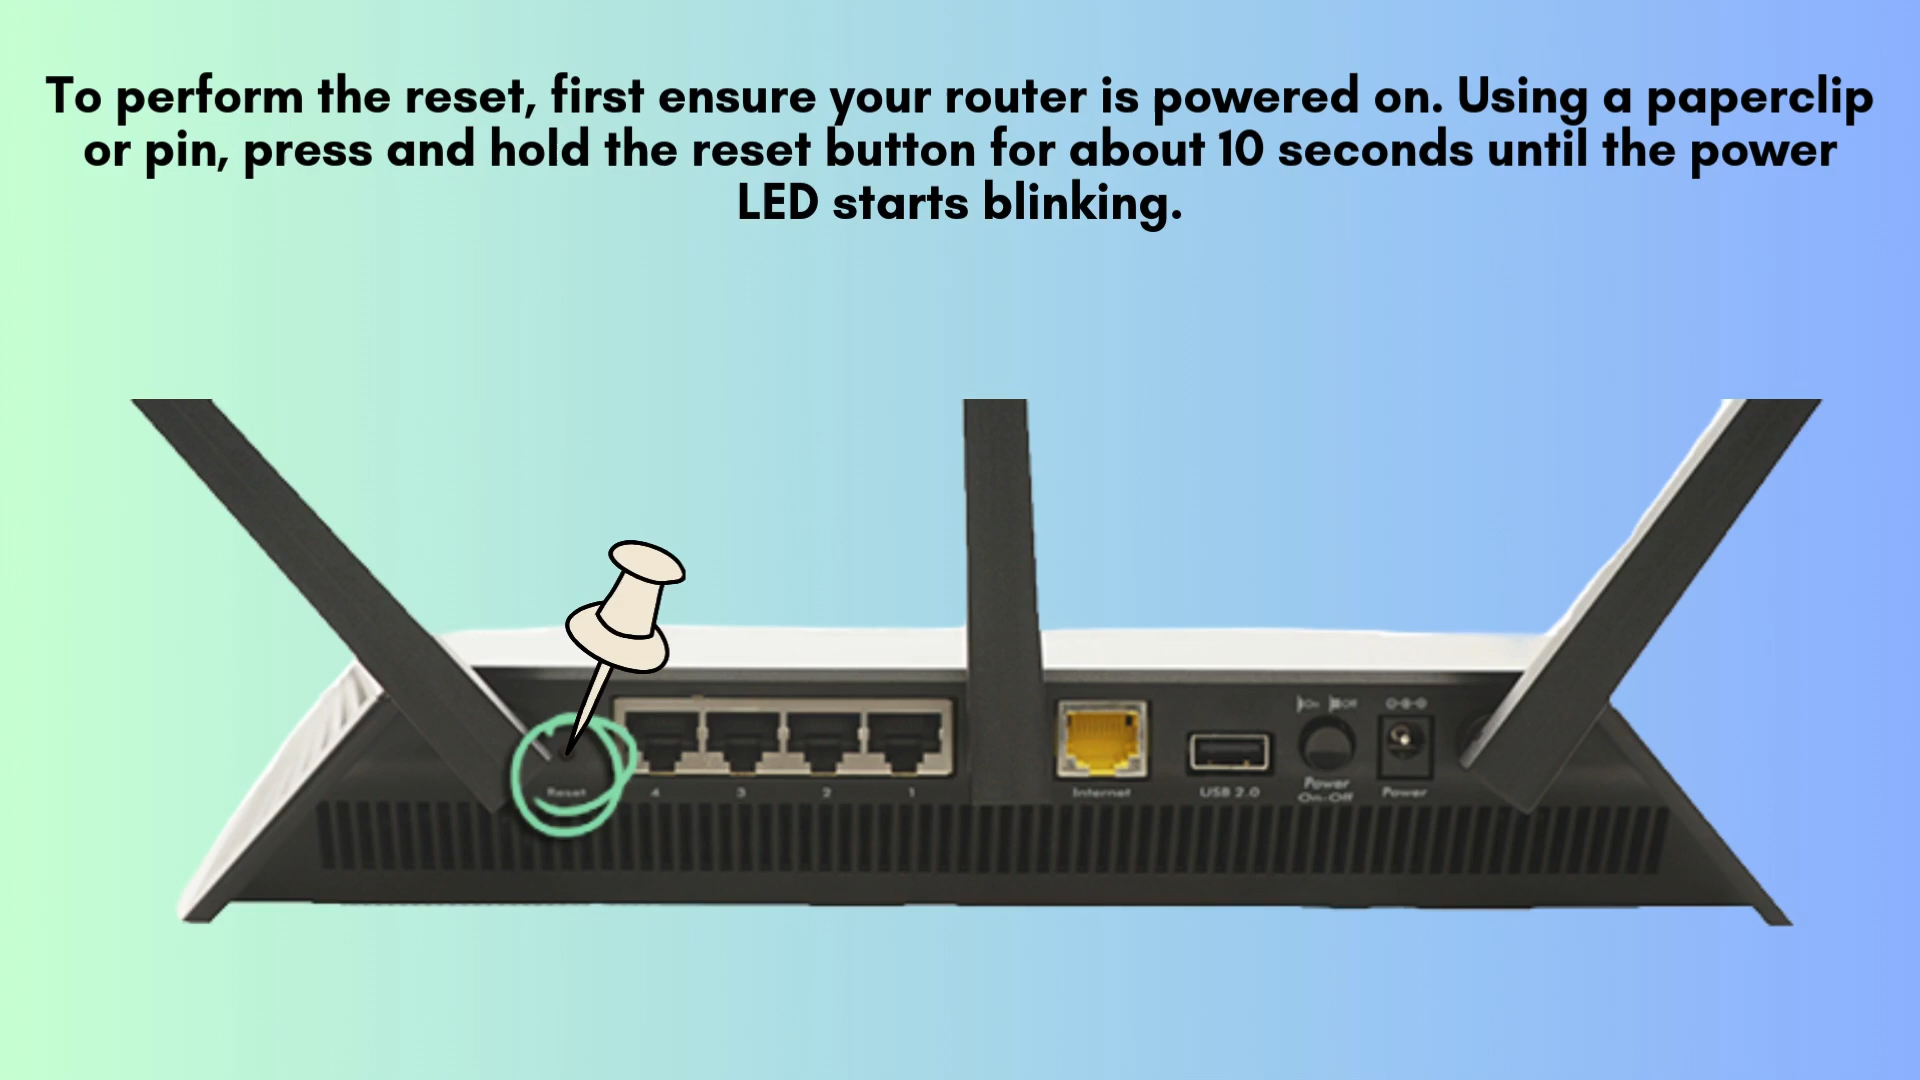 To perform the reset, first ensure your router is powered on. Using a paperclip
or pin, press and hold the reset button for about 10 seconds until the power
LED starts blinking.
On Off
Reset 4 3 2 1 Internet USB 2.0 Power On-Off Power